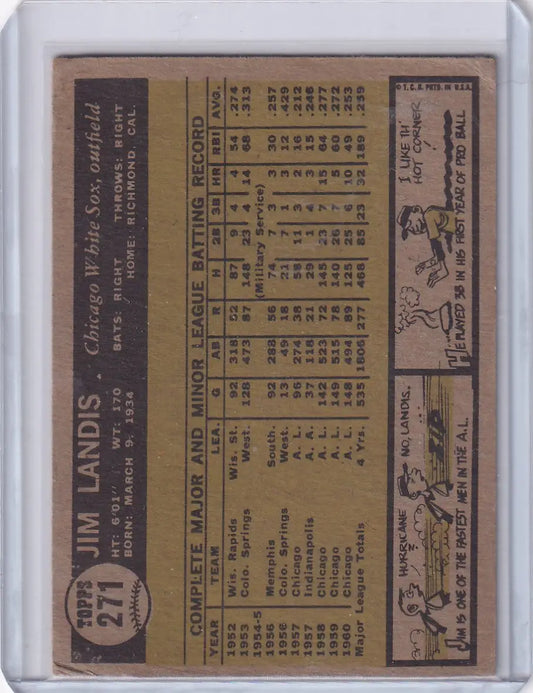 TOPPS
271
JIM LANDIS . Chicago White Sox, outfield
HT: 6'01" WT: 170 BATS: RIGHT THROWS: RIGHT
BORN: MARCH 9, 1934 HOME: RICHMOND, CAL.
COMPLETE MAJOR AND MINOR LEAGUE BATTING RECORD
YEAR TEAM LEA. G AB R H 2B 3B HR RBI AVG.
1952 Wis. Rapids Wis. St. 92 318 52 87 9 4 4 54 .274
1953 Colo. Springs West. 128 473 87 148 23 4 14 68 .313
1954-5 (Military Service)
1956 Memphis South. 92 288 56 74 11 7 3 30 .257
1956 Colo. Springs West. 13 49 18 21 2 12 .429
1957 Chicago A. L. 96 274 38 58 11 3 2 16 .212
1957 Indianapolis A. A. 37 118 21 29 1 15 .246
1958 Chicago A. L. 142 523 72 145 23 7 15 64 .277
1959 Chicago A. L. 149 515 78 140 26 7 5 60 .272
1960 Chicago A. L. 148 494 89 125 25 6 10 49 .253
Major League Totals 4 Yrs. 535 1806 277 468 85 23 32 189 .259
HURRICANE
?
NO, LANDIS.
...
ZIP
JIM IS ONE OF THE FASTEST MEN IN THE A.L.
© T. C. G. PRTD. IN U.S.A.
I LIKE TH'
HOT CORNER!
HE PLAYED 3B IN HIS FIRST YEAR OF PRO BALL